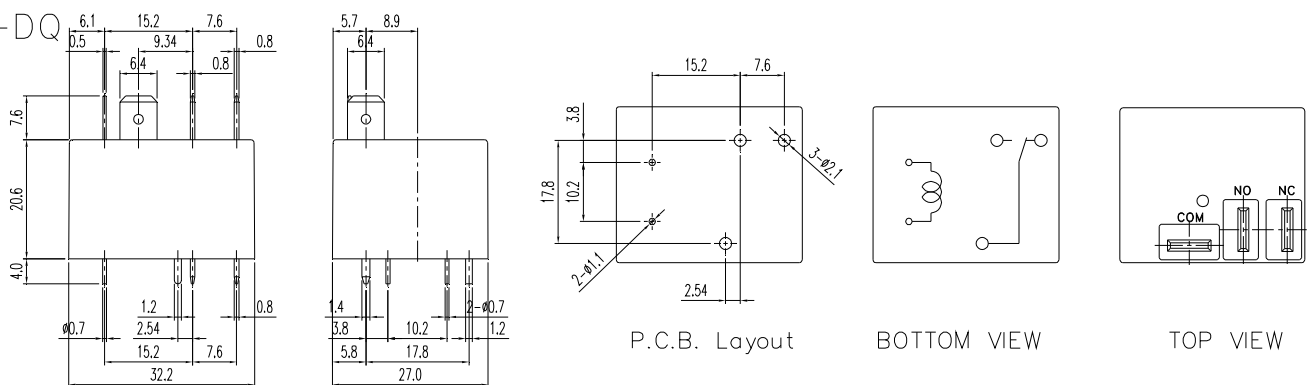 -DQ
6.1 15.2 7.6
0.5 9.34 0.8
6.4 0.8
7.6
20.6
4.0
1.2 0.8
ø0.7 2.54
15.2 7.6
32.2
5.7 8.9
6.4
1.4 2-ø0.7
3.8 10.2 1.2
5.8 17.8
27.0
15.2 7.6
3.8
17.8 10.2
3-ø2.1
2-ø1.1
2.54
P.C.B. Layout
BOTTOM VIEW
COM NO NC
TOP VIEW